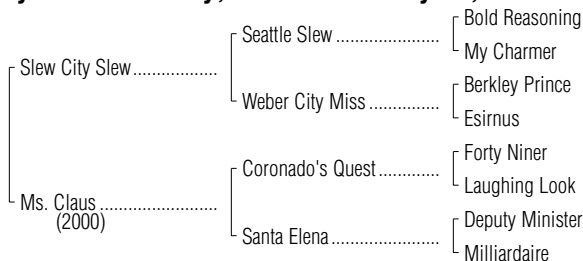 Bold Reasoning
Seattle Slew ....................
My Charmer
Slew City Slew.................
Berkley Prince
Weber City Miss ..............
Esirnus
Forty Niner
Coronado's Quest............
Laughing Look
Ms. Claus ........................
(2000)
Deputy Minister
Santa Elena.....................
Milliardaire